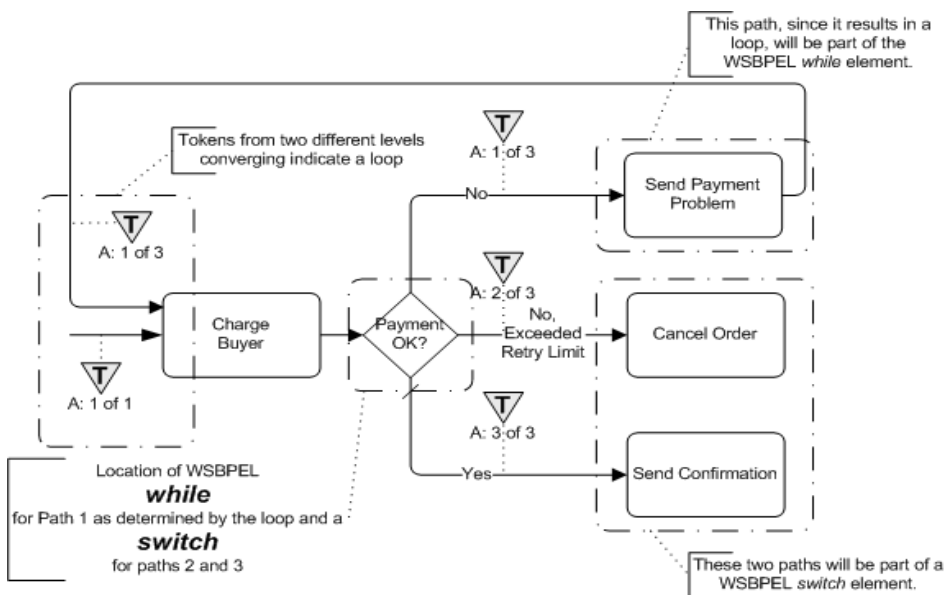 This path, since it results in a
loop, will be part of the
WSBPEL while element.
Tokens from two different levels
converging indicate a loop
T
A: 1 of 3
No
Send Payment
Problem
T
A: 1 of 3
T
A: 2 of 3
Charge
Buyer
Payment
OK?
No,
Exceeded
Retry Limit
Cancel Order
T
A: 1 of 1
T
A: 3 of 3
Yes
Send Confirmation
Location of WSBPEL
while
for Path 1 as determined by the loop and a
switch
for paths 2 and 3
These two paths will be part of a
WSBPEL switch element.